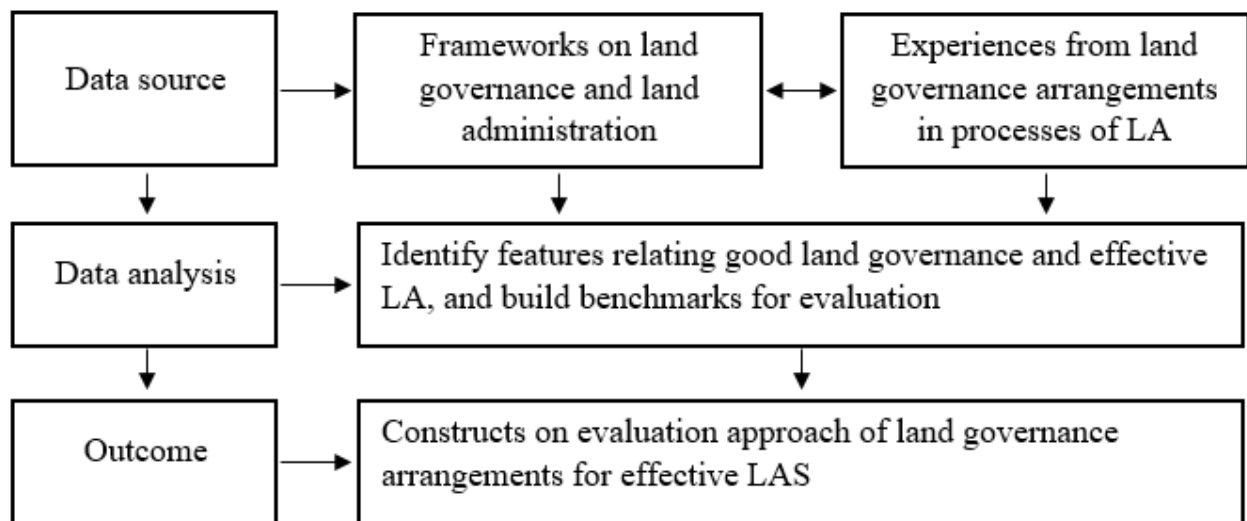 Data source
Frameworks on land
governance and land
administration
Experiences from land
governance arrangements
in processes of LA
Data analysis
Identify features relating good land governance and effective
LA, and build benchmarks for evaluation
Outcome
Constructs on evaluation approach of land governance
arrangements for effective LAS